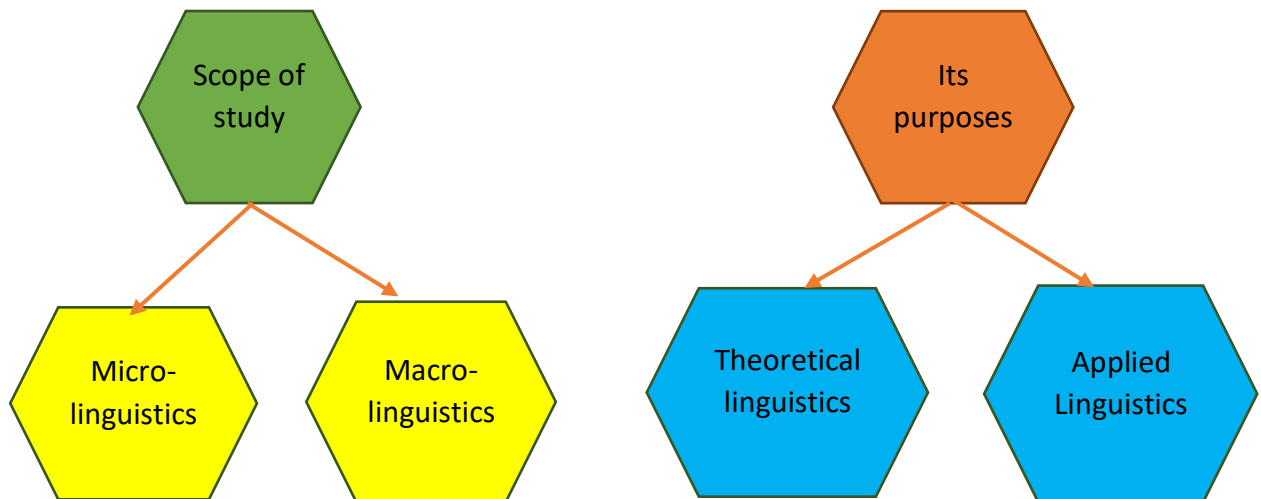 Scope of
study
Its
purposes
Micro-
linguistics
Macro-
linguistics
Theoretical
linguistics
Applied
Linguistics